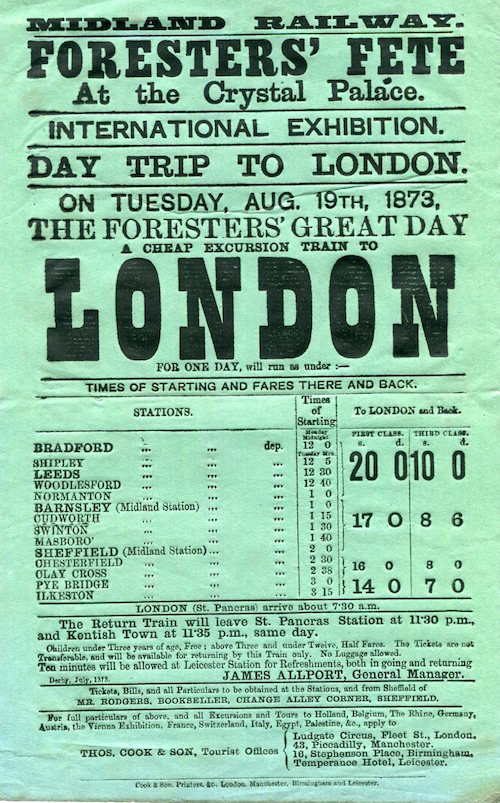 MIDLAND RAILWAY.
FORESTERS' FETE
At the Crystal Palace.
INTERNATIONAL EXHIBITION.
DAY TRIP TO LONDON.
ON TUESDAY, AUG. 19TH, 1873,
THE FORESTERS' GREAT DAY
A CHEAP EXCURSION TRAIN TO
LONDON
FOR ONE DAY, will run as under :—
TIMES OF STARTING AND FARES THERE AND BACK.
STATIONS. Times of Starting To LONDON and Back.
Monday Midnight FIRST CLASS. THIRD CLASS.
s. d. s. d.
BRADFORD ... ... dep. 12 0
Tuesday Mrn.
SHIPLEY ... ... 12 5
LEEDS ... ... 12 30 20 0 10 0
WOODLESFORD ... ... 12 40
NORMANTON ... ... 1 0
BARNSLEY (Midland Station) ... 1 0
CUDWORTH ... ... 1 15 17 0 8 6
SWINTON ... ... 1 30
MASBORO' ... ... 1 40
SHEFFIELD (Midland Station)... ... 2 0
CHESTERFIELD ... ... 2 30 16 0 8 0
CLAY CROSS ... ... 2 38
PYE BRIDGE ... ... 3 0 14 0 7 0
ILKESTON ... ... 3 15
LONDON (St. Pancras) arrive about 7·30 a.m.
The Return Train will leave St. Pancras Station at 11·30 p.m.,
and Kentish Town at 11·35 p.m., same day.
Children under Three years of age, Free; above Three and under Twelve, Half Fares. The Tickets are not
Transferable, and will be available for returning by this Train only. No Luggage allowed.
Ten minutes will be allowed at Leicester Station for Refreshments, both in going and returning
Derby, July, 1873. JAMES ALLPORT, General Manager.
Tickets, Bills, and all Particulars to be obtained at the Stations, and from Sheffield of
MR. RODGERS, BOOKSELLER, CHANGE ALLEY CORNER, SHEFFIELD.
For full particulars of above, and all Excursions and Tours to Holland, Belgium, The Rhine, Germany,
Austria, the Vienna Exhibition, France, Switzerland, Italy, Egypt, Palestine, &c., apply to
THOS. COOK & SON, Tourist Offices
Ludgate Circus, Fleet St., London.
43, Piccadilly, Manchester.
16, Stephenson Place, Birmingham,
Temperance Hotel, Leicester.
Cook & Son, Printers, &c., London, Manchester, Birmingham and Leicester.